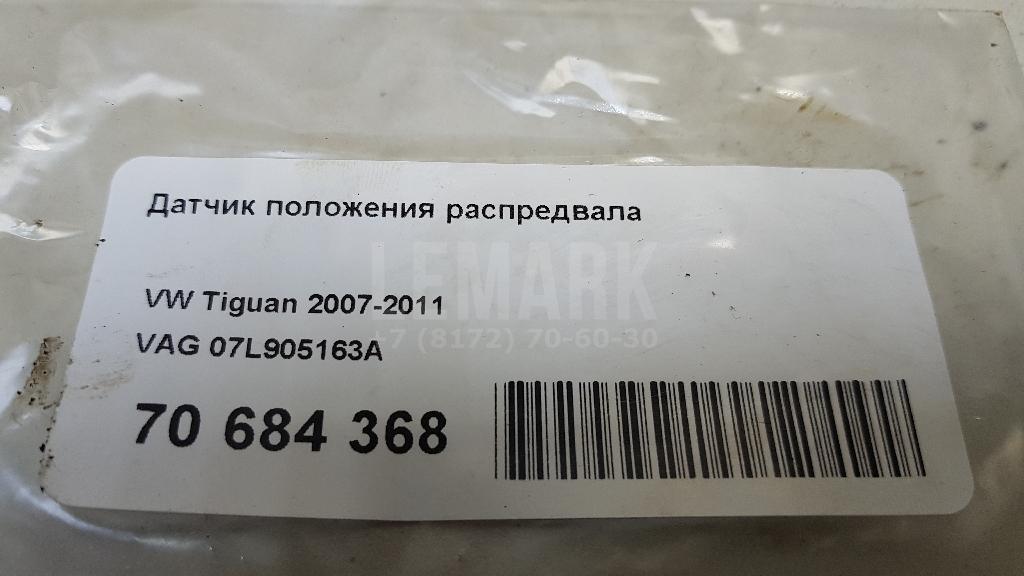 Датчик положения распредвала
LEMARK
VW Tiguan 2007-2011
+7 (8172) 70-60-30
VAG 07L905163A
70 684 368